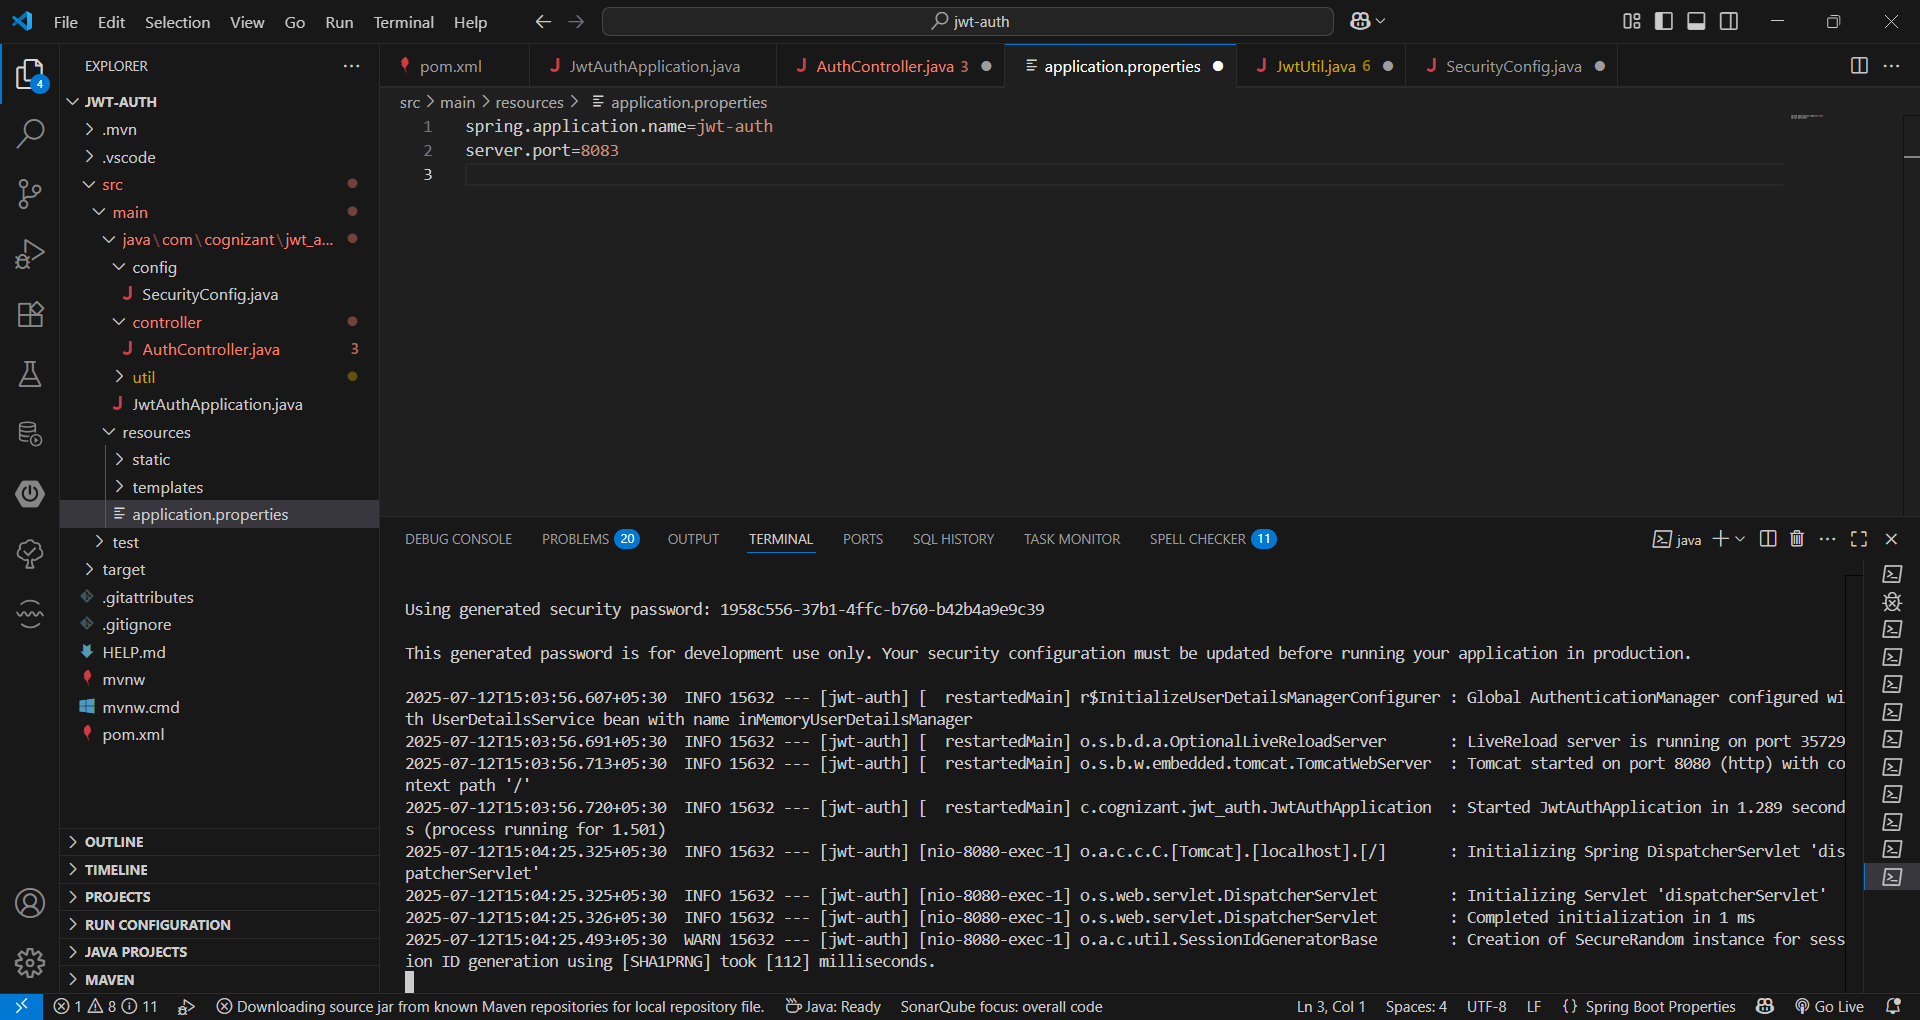 File Edit Selection View Go Run Terminal Help
jwt-auth
EXPLORER
pom.xml
JwtAuthApplication.java
AuthController.java 3
application.properties
JwtUtil.java 6
SecurityConfig.java
JWT-AUTH
.mvn
.vscode
src
main
java\com\cognizant\jwt_a...
config
SecurityConfig.java
controller
AuthController.java 3
util
JwtAuthApplication.java
resources
static
templates
application.properties
test
target
.gitattributes
.gitignore
HELP.md
mvnw
mvnw.cmd
pom.xml
OUTLINE
TIMELINE
PROJECTS
RUN CONFIGURATION
JAVA PROJECTS
MAVEN
4
src > main > resources > application.properties
1 spring.application.name=jwt-auth
2 server.port=8083
3
DEBUG CONSOLE PROBLEMS 20 OUTPUT TERMINAL PORTS SQL HISTORY TASK MONITOR SPELL CHECKER 11
java
Using generated security password: 1958c556-37b1-4ffc-b760-b42b4a9e9c39
This generated password is for development use only. Your security configuration must be updated before running your application in production.
2025-07-12T15:03:56.607+05:30  INFO 15632 --- [jwt-auth] [  restartedMain] r$InitializeUserDetailsManagerConfigurer : Global AuthenticationManager configured wi
th UserDetailsService bean with name inMemoryUserDetailsManager
2025-07-12T15:03:56.691+05:30  INFO 15632 --- [jwt-auth] [  restartedMain] o.s.b.d.a.OptionalLiveReloadServer       : LiveReload server is running on port 35729
2025-07-12T15:03:56.713+05:30  INFO 15632 --- [jwt-auth] [  restartedMain] o.s.b.w.embedded.tomcat.TomcatWebServer  : Tomcat started on port 8080 (http) with co
ntext path '/'
2025-07-12T15:03:56.720+05:30  INFO 15632 --- [jwt-auth] [  restartedMain] c.cognizant.jwt_auth.JwtAuthApplication  : Started JwtAuthApplication in 1.289 second
s (process running for 1.501)
2025-07-12T15:04:25.325+05:30  INFO 15632 --- [jwt-auth] [nio-8080-exec-1] o.a.c.c.C.[Tomcat].[localhost].[/]       : Initializing Spring DispatcherServlet 'dis
patcherServlet'
2025-07-12T15:04:25.325+05:30  INFO 15632 --- [jwt-auth] [nio-8080-exec-1] o.s.web.servlet.DispatcherServlet        : Initializing Servlet 'dispatcherServlet'
2025-07-12T15:04:25.326+05:30  INFO 15632 --- [jwt-auth] [nio-8080-exec-1] o.s.web.servlet.DispatcherServlet        : Completed initialization in 1 ms
2025-07-12T15:04:25.493+05:30  WARN 15632 --- [jwt-auth] [nio-8080-exec-1] o.a.c.util.SessionIdGeneratorBase        : Creation of SecureRandom instance for sess
ion ID generation using [SHA1PRNG] took [112] milliseconds.
1 8 11 Downloading source jar from known Maven repositories for local repository file. Java: Ready SonarQube focus: overall code Ln 3, Col 1 Spaces: 4 UTF-8 LF {} Spring Boot Properties Go Live